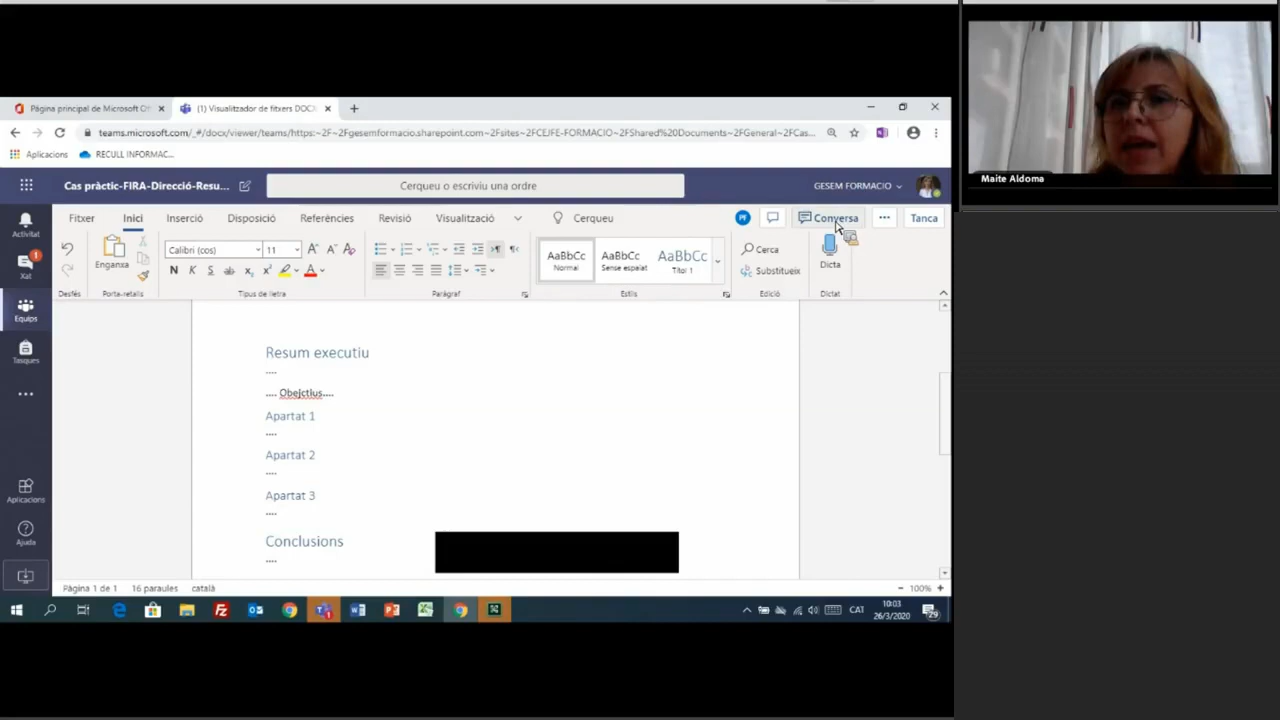 Pàgina principal de Microsoft O
(1) Visualitzador de fitxers DOCX
teams.microsoft.com/_#/docx/viewer/teams/https:~2F~2Fgesemformacio.sharepoint.com~2Fsites~2FCEJFE-FORMACIO~2FShared%20Documents~2FGeneral~2FCas...
Aplicacions
RECULL INFORMAC...
Cas pràctic-FIRA-Direcció-Resu...
Cerqueu o escriviu una ordre
GESEM FORMACIO
Fitxer
Inici
Inserció
Disposició
Referències
Revisió
Visualització
Cerqueu
PF
Conversa
Tanca
Enganxa
Calibri (cos)
11
AaBbCc
Normal
AaBbCc
Sense espaiat
AaBbCc
Títol 1
Cerca
Substitueix
Dicta
Desfés
Porta-retalls
Tipus de lletra
Paràgraf
Estils
Edició
Dictat
Activitat
1
Xat
Equips
Tasques
Aplicacions
Ajuda
Resum executiu
....
.... Obejctius....
Apartat 1
....
Apartat 2
....
Apartat 3
....
Conclusions
....
Pàgina 1 de 1
16 paraules
català
100%
CAT
10:03
26/3/2020
29
Maite Aldoma